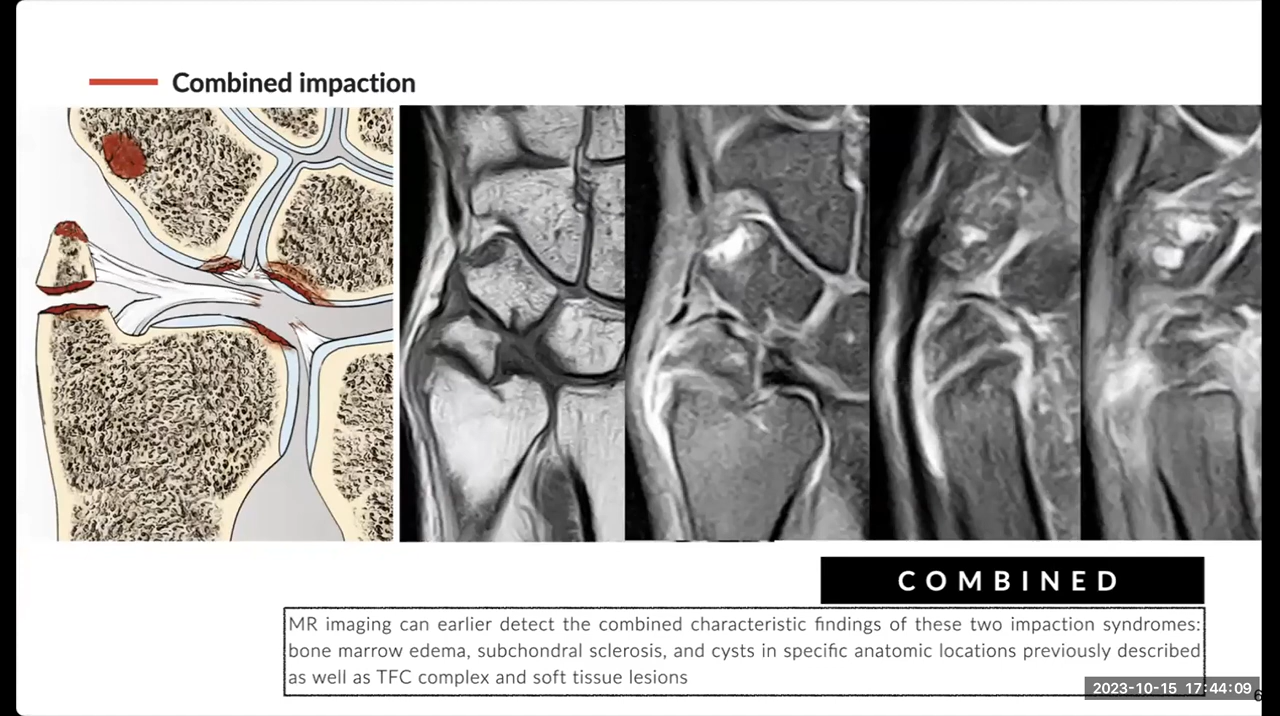 Combined impaction
COMBINED
MR imaging can earlier detect the combined characteristic findings of these two impaction syndromes:
bone marrow edema, subchondral sclerosis, and cysts in specific anatomic locations previously described
as well as TFC complex and soft tissue lesions
2023-10-15 17:44:09